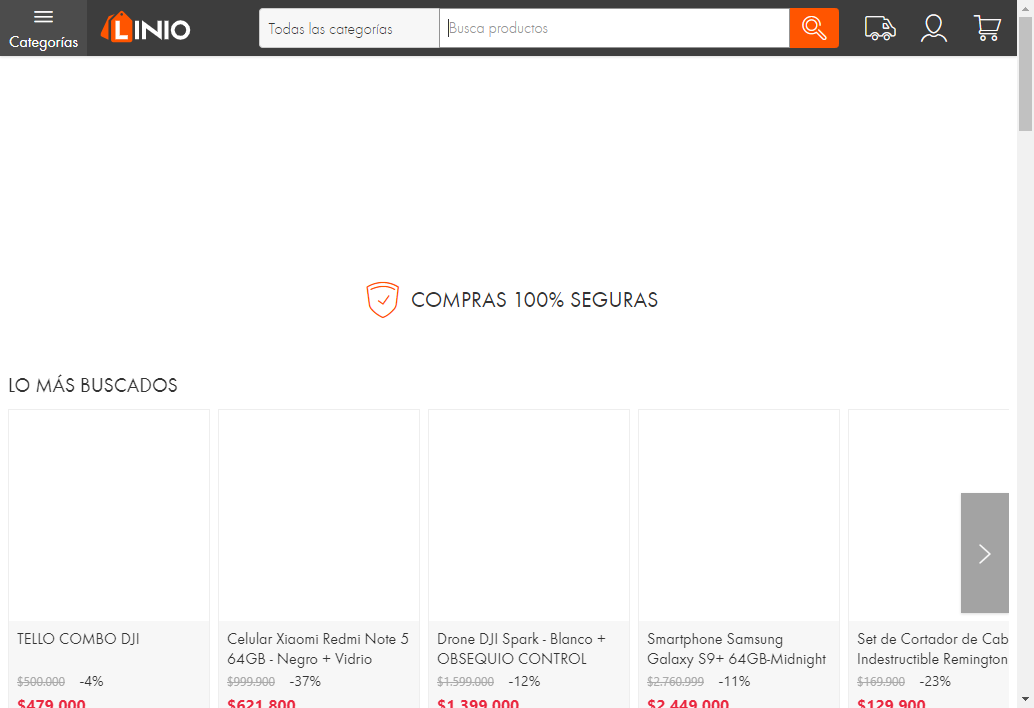 Categorías
LINIO
Todas las categorías
Busca productos
COMPRAS 100% SEGURAS
LO MÁS BUSCADOS
TELLO COMBO DJI
$500.000 -4%
$479.000
Celular Xiaomi Redmi Note 5
64GB - Negro + Vidrio
$999.900 -37%
$621.800
Drone DJI Spark - Blanco +
OBSEQUIO CONTROL
$1.599.000 -12%
$1.399.000
Smartphone Samsung
Galaxy S9+ 64GB-Midnight
$2.760.999 -11%
$2.449.000
Set de Cortador de Cab
Indestructible Remington
$169.900 -23%
$129.900